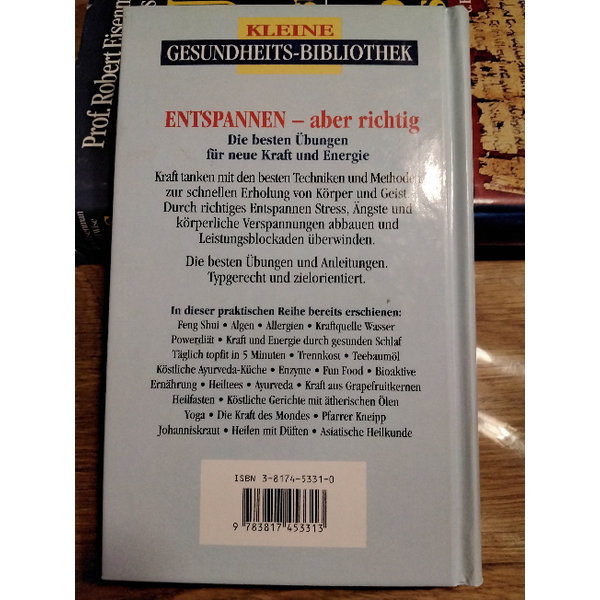 Prof. Robert Eisenm
KLEINE
GESUNDHEITS-BIBLIOTHEK
ENTSPANNEN – aber richtig
Die besten Übungen
für neue Kraft und Energie
Kraft tanken mit den besten Techniken und Methoden
zur schnellen Erholung von Körper und Geist.
Durch richtiges Entspannen Stress, Ängste und
körperliche Verspannungen abbauen und
Leistungsblockaden überwinden.
Die besten Übungen und Anleitungen.
Typgerecht und zielorientiert.
In dieser praktischen Reihe bereits erschienen:
Feng Shui • Algen • Allergien • Kraftquelle Wasser
Powerdiät • Kraft und Energie durch gesunden Schlaf
Täglich topfit in 5 Minuten • Trennkost • Teebaumöl
Köstliche Ayurveda-Küche • Enzyme • Fun Food • Bioaktive
Ernährung • Heiltees • Ayurveda • Kraft aus Grapefruitkernen
Heilfasten • Köstliche Gerichte mit ätherischen Ölen
Yoga • Die Kraft des Mondes • Pfarrer Kneipp
Johanniskraut • Heilen mit Düften • Asiatische Heilkunde
ISBN 3-8174-5331-0
9 783817 453313